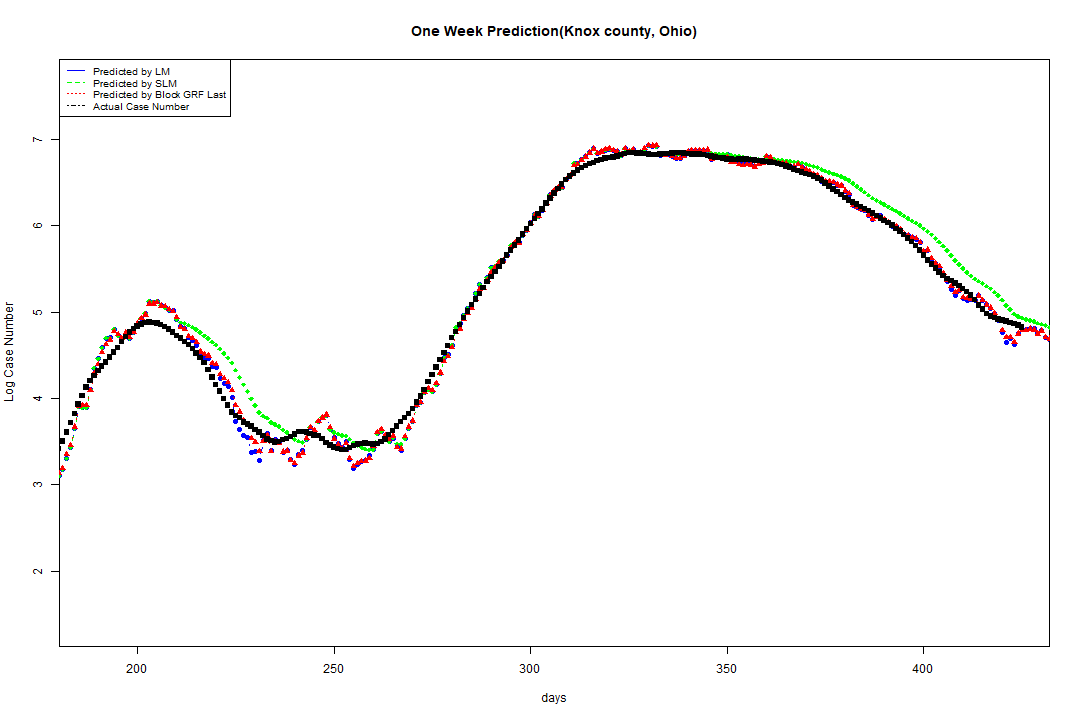 One Week Prediction(Knox county, Ohio)
Predicted by LM
Predicted by SLM
Predicted by Block GRF Last
Actual Case Number
7
6
5
4
3
2
Log Case Number
200 250 300 350 400
days